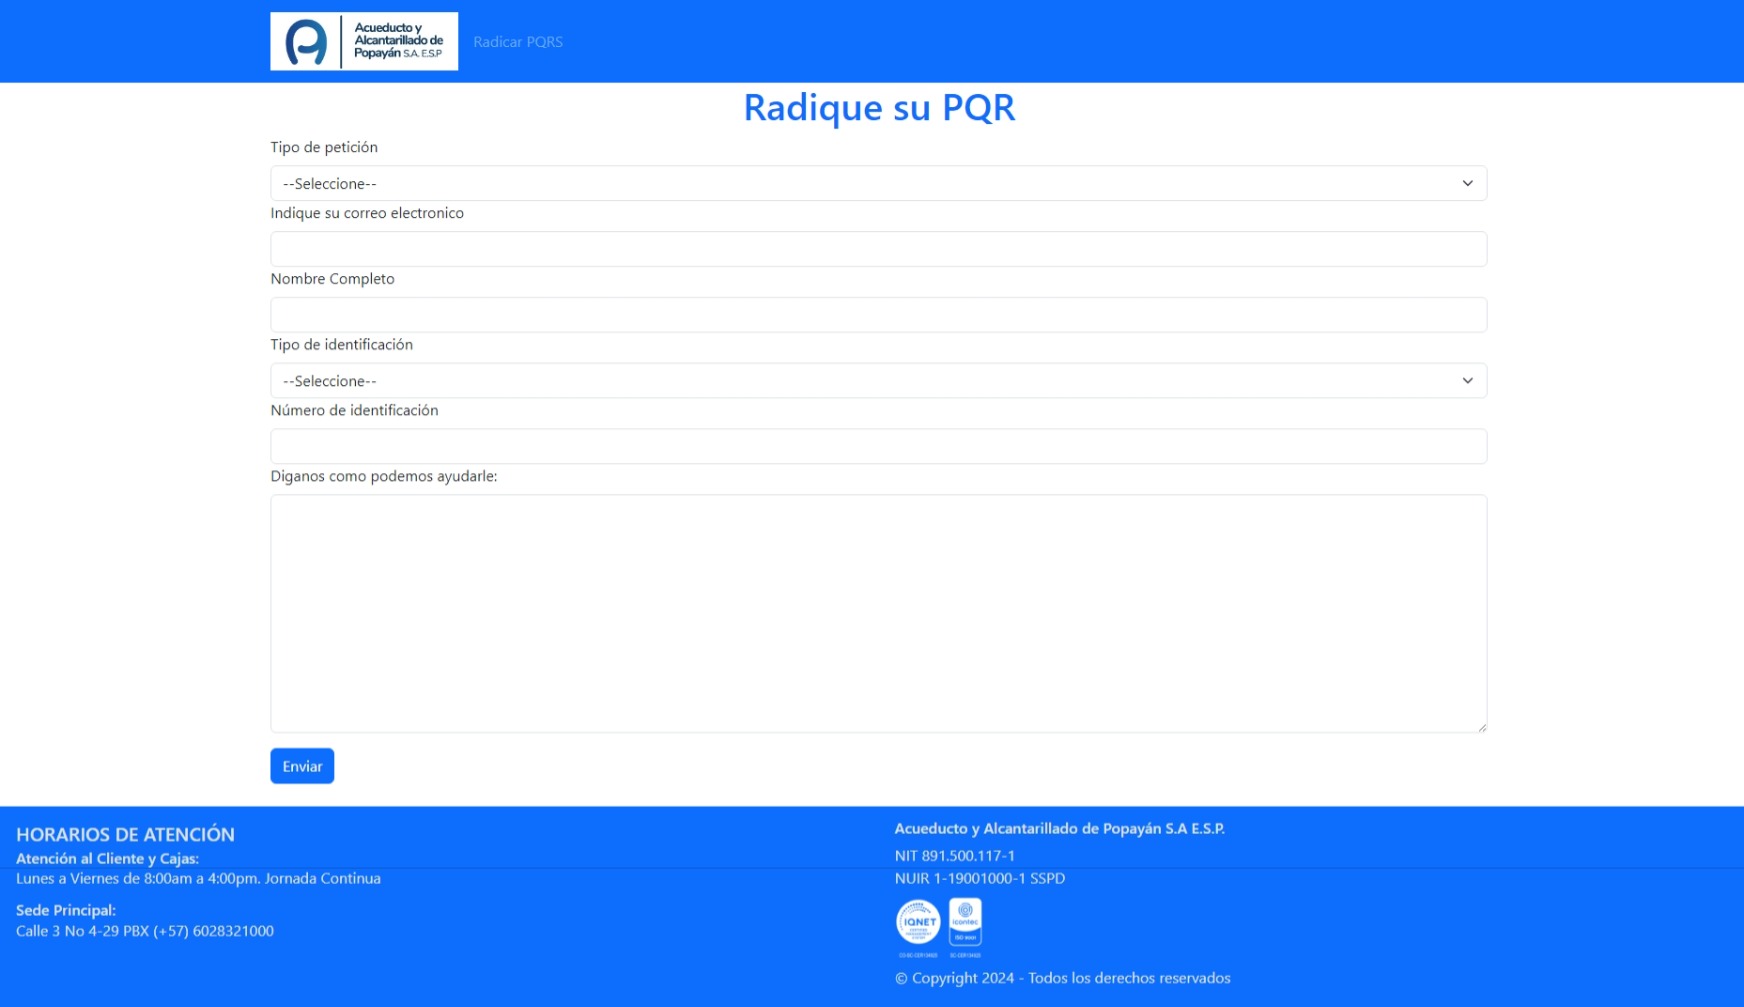 Acueducto y
Alcantarillado de
Popayán S.A. E.S.P
Radicar PQRS
Radique su PQR
Tipo de petición
--Seleccione--
Indique su correo electronico
Nombre Completo
Tipo de identificación
--Seleccione--
Número de identificación
Diganos como podemos ayudarle:
Enviar
HORARIOS DE ATENCIÓN
Atención al Cliente y Cajas:
Lunes a Viernes de 8:00am a 4:00pm. Jornada Continua
Sede Principal:
Calle 3 No 4-29 PBX (+57) 6028321000
Acueducto y Alcantarillado de Popayán S.A E.S.P.
NIT 891.500.117-1
NUIR 1-19001000-1 SSPD
IQNET
icontec
ISO 9001
© Copyright 2024 - Todos los derechos reservados